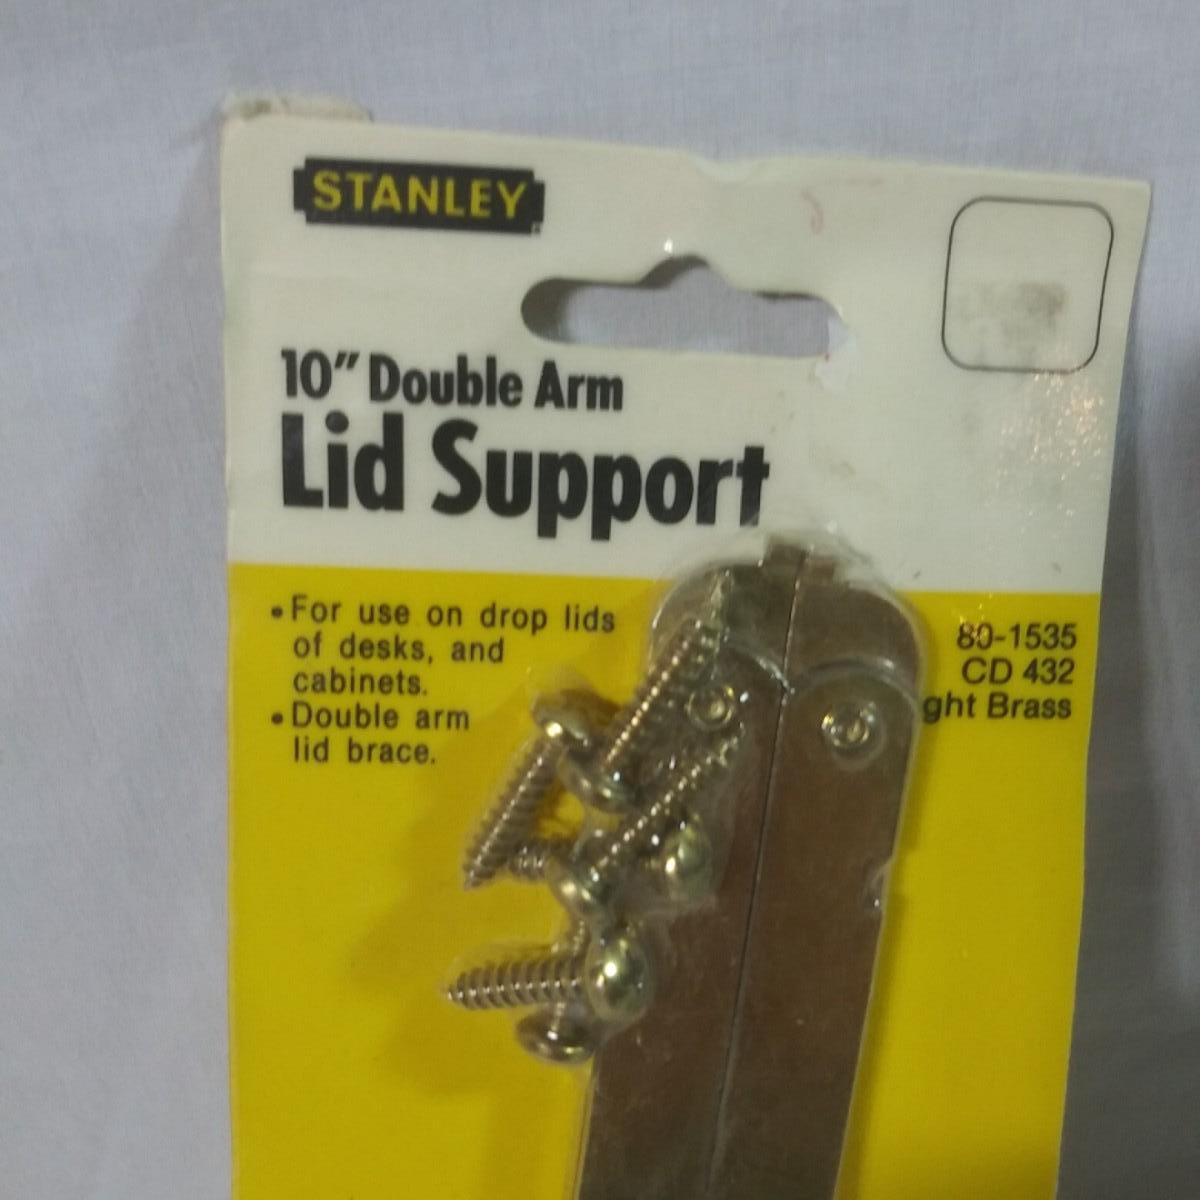 STANLEY
10" Double Arm
Lid Support
• For use on drop lids
of desks, and
cabinets.
• Double arm
lid brace.
80-1535
CD 432
ght Brass